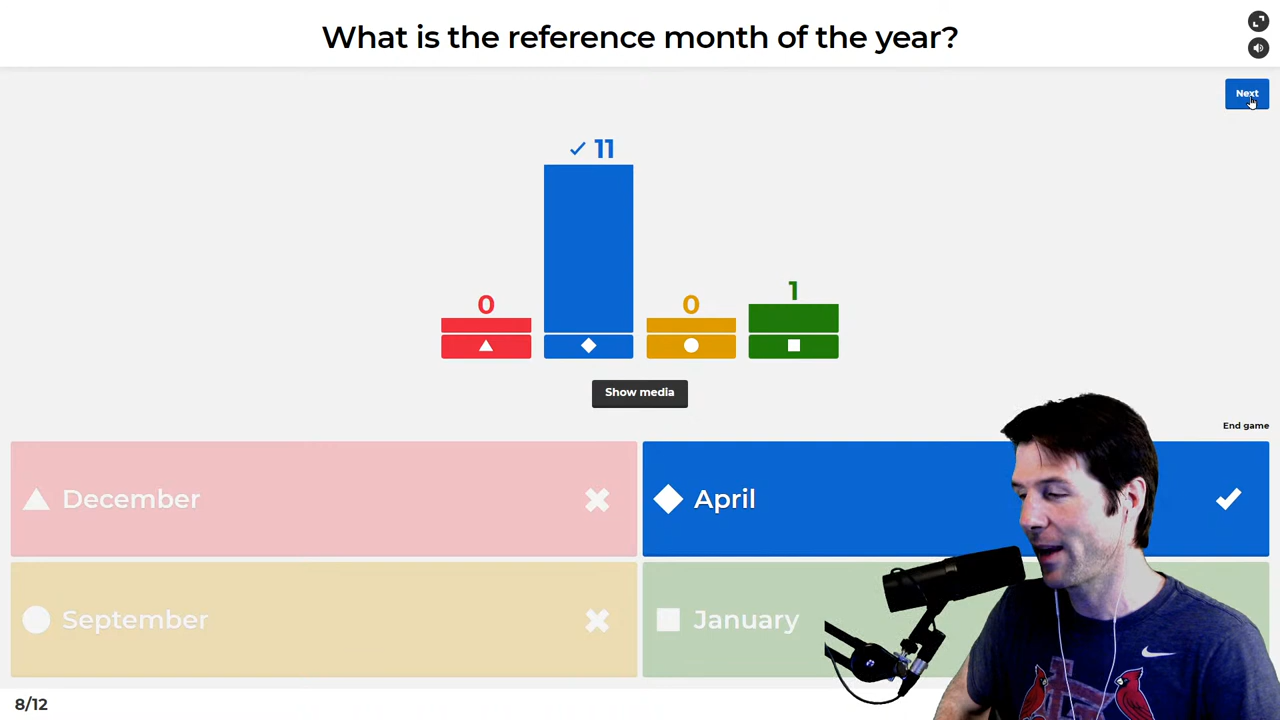 What is the reference month of the year?
Next
11
0
0
1
Show media
End game
December
April
September
January
8/12